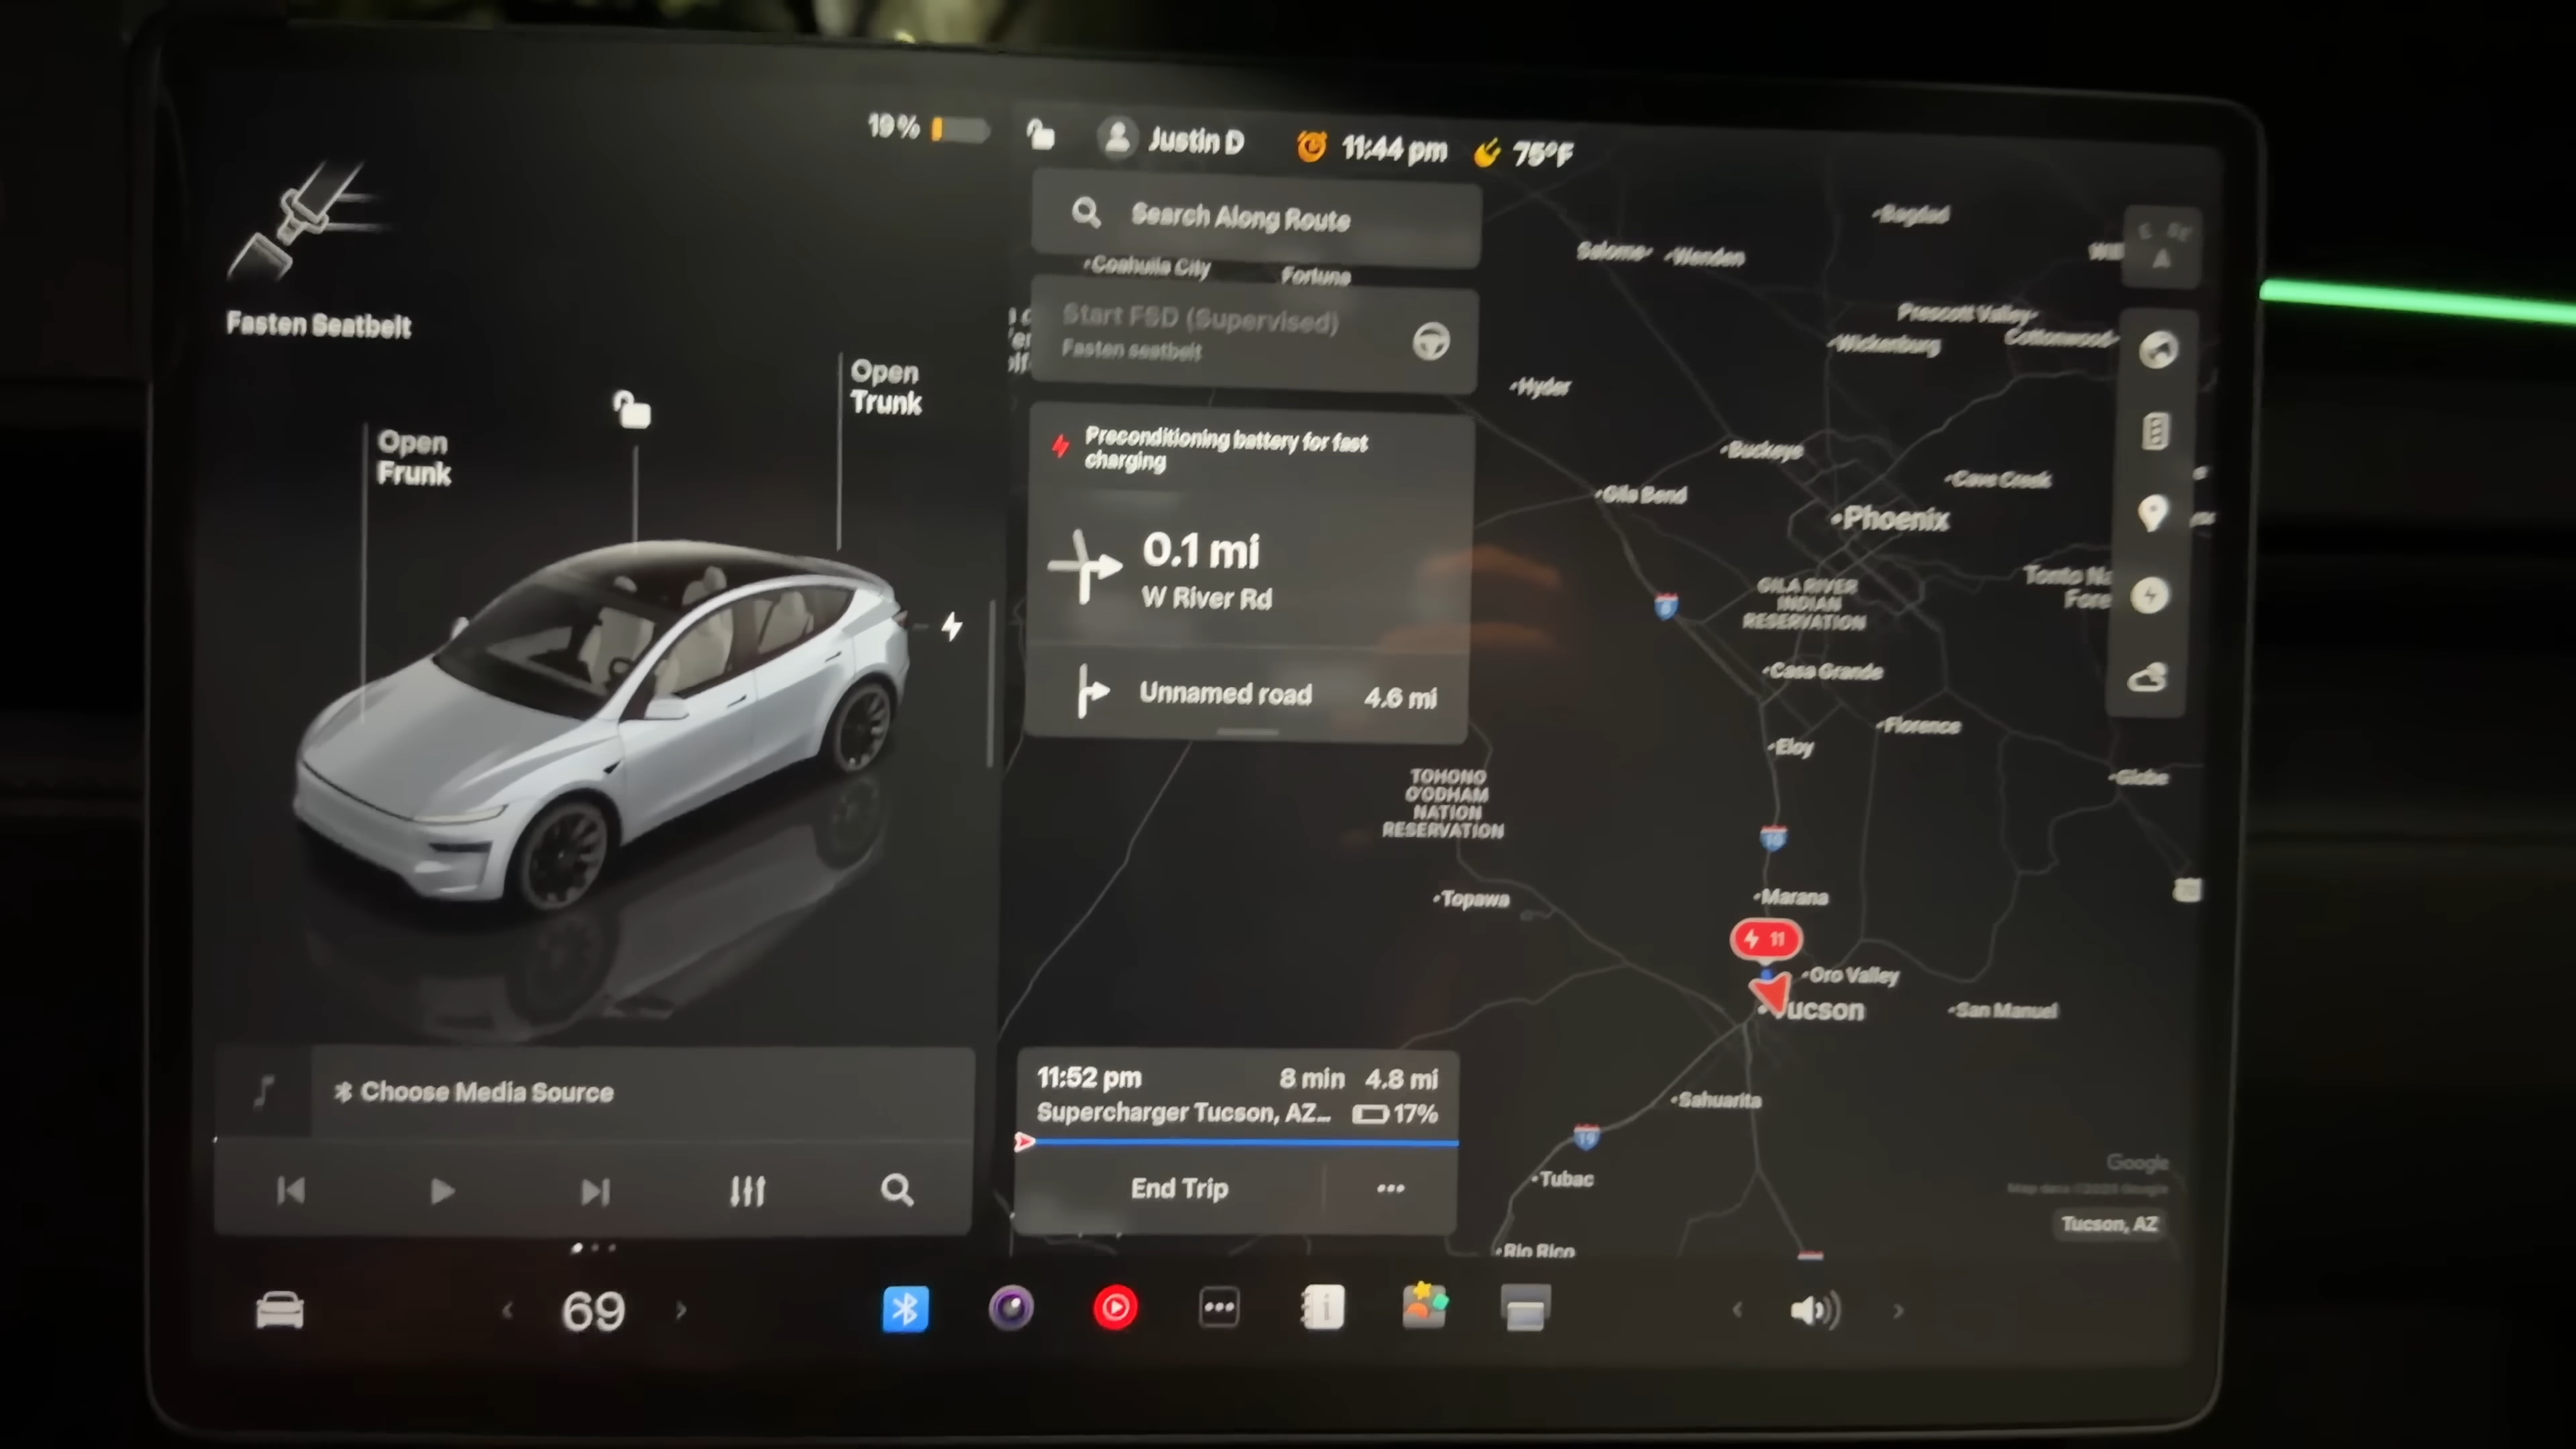 19%
Justin D
11:44 pm
75°F
Fasten Seatbelt
Open
Frunk
Open
Trunk
Search Along Route
Coahuila City
Fortuna
Start FSD (Supervised)
Fasten seatbelt
Preconditioning battery for fast
charging
0.1 mi
W River Rd
Unnamed road 4.6 mi
Bagdad
Salome
Wenden
Prescott Valley
Cottonwood
Wickenburg
Hyder
Buckeye
Cave Creek
Gila Bend
Phoenix
GILA RIVER
INDIAN
RESERVATION
8
Casa Grande
Florence
Eloy
Globe
TOHONO
O'ODHAM
NATION
RESERVATION
10
Topawa
Marana
11
Oro Valley
Tucson
San Manuel
Sahuarita
19
Tubac
Rio Rico
Google
Tucson, AZ
Choose Media Source
11:52 pm 8 min 4.8 mi
Supercharger Tucson, AZ... 17%
End Trip
69